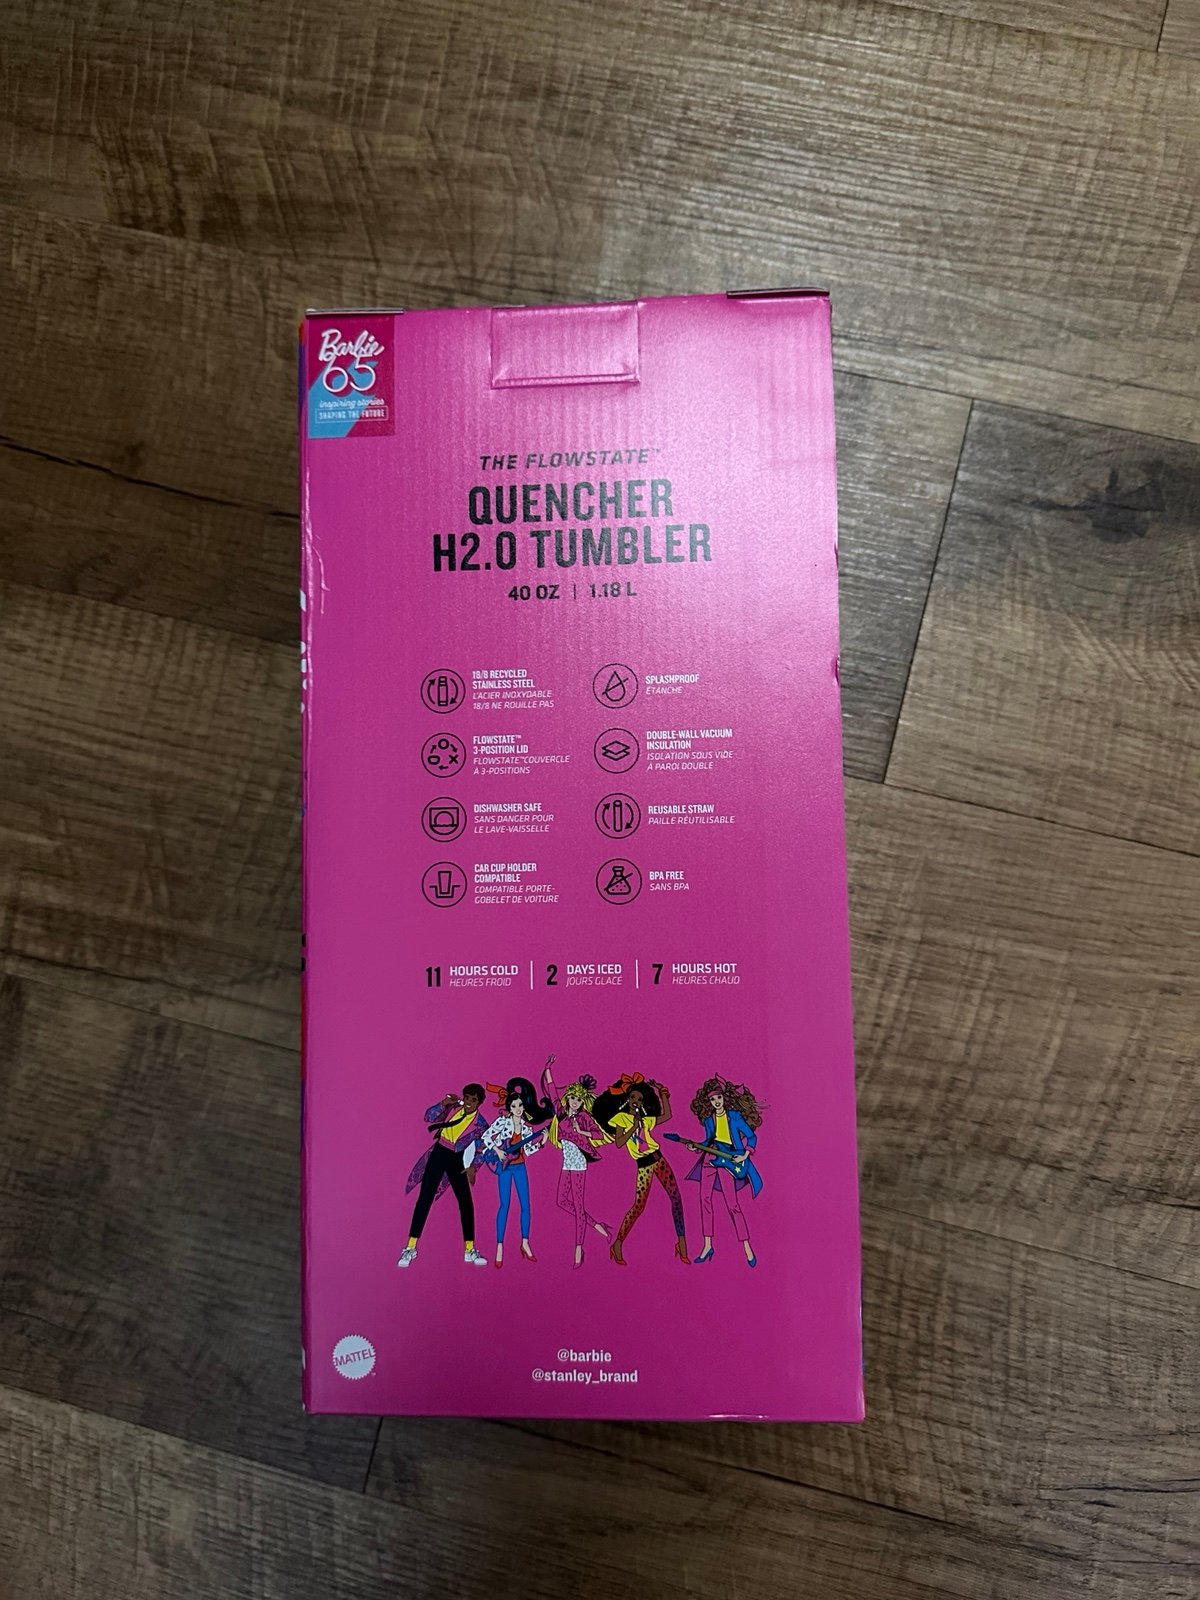 Barbie
65
inspiring stories
SHAPING THE FUTURE
THE FLOWSTATE™
QUENCHER
H2.0 TUMBLER
40 OZ | 1.18 L
18/8 RECYCLED
STAINLESS STEEL
L'ACIER INOXYDABLE
18/8 NE ROUILLE PAS
SPLASHPROOF
ÉTANCHE
FLOWSTATE™
3-POSITION LID
FLOWSTATE™COUVERCLE
À 3-POSITIONS
DOUBLE-WALL VACUUM
INSULATION
ISOLATION SOUS VIDE
À PAROI DOUBLE
DISHWASHER SAFE
SANS DANGER POUR
LE LAVE-VAISSELLE
REUSABLE STRAW
PAILLE RÉUTILISABLE
CAR CUP HOLDER
COMPATIBLE
COMPATIBLE PORTE-
GOBELET DE VOITURE
BPA FREE
SANS BPA
11 HOURS COLD
HEURES FROID
2 DAYS ICED
JOURS GLACÉ
7 HOURS HOT
HEURES CHAUD
MATTEL
@barbie
@stanley_brand